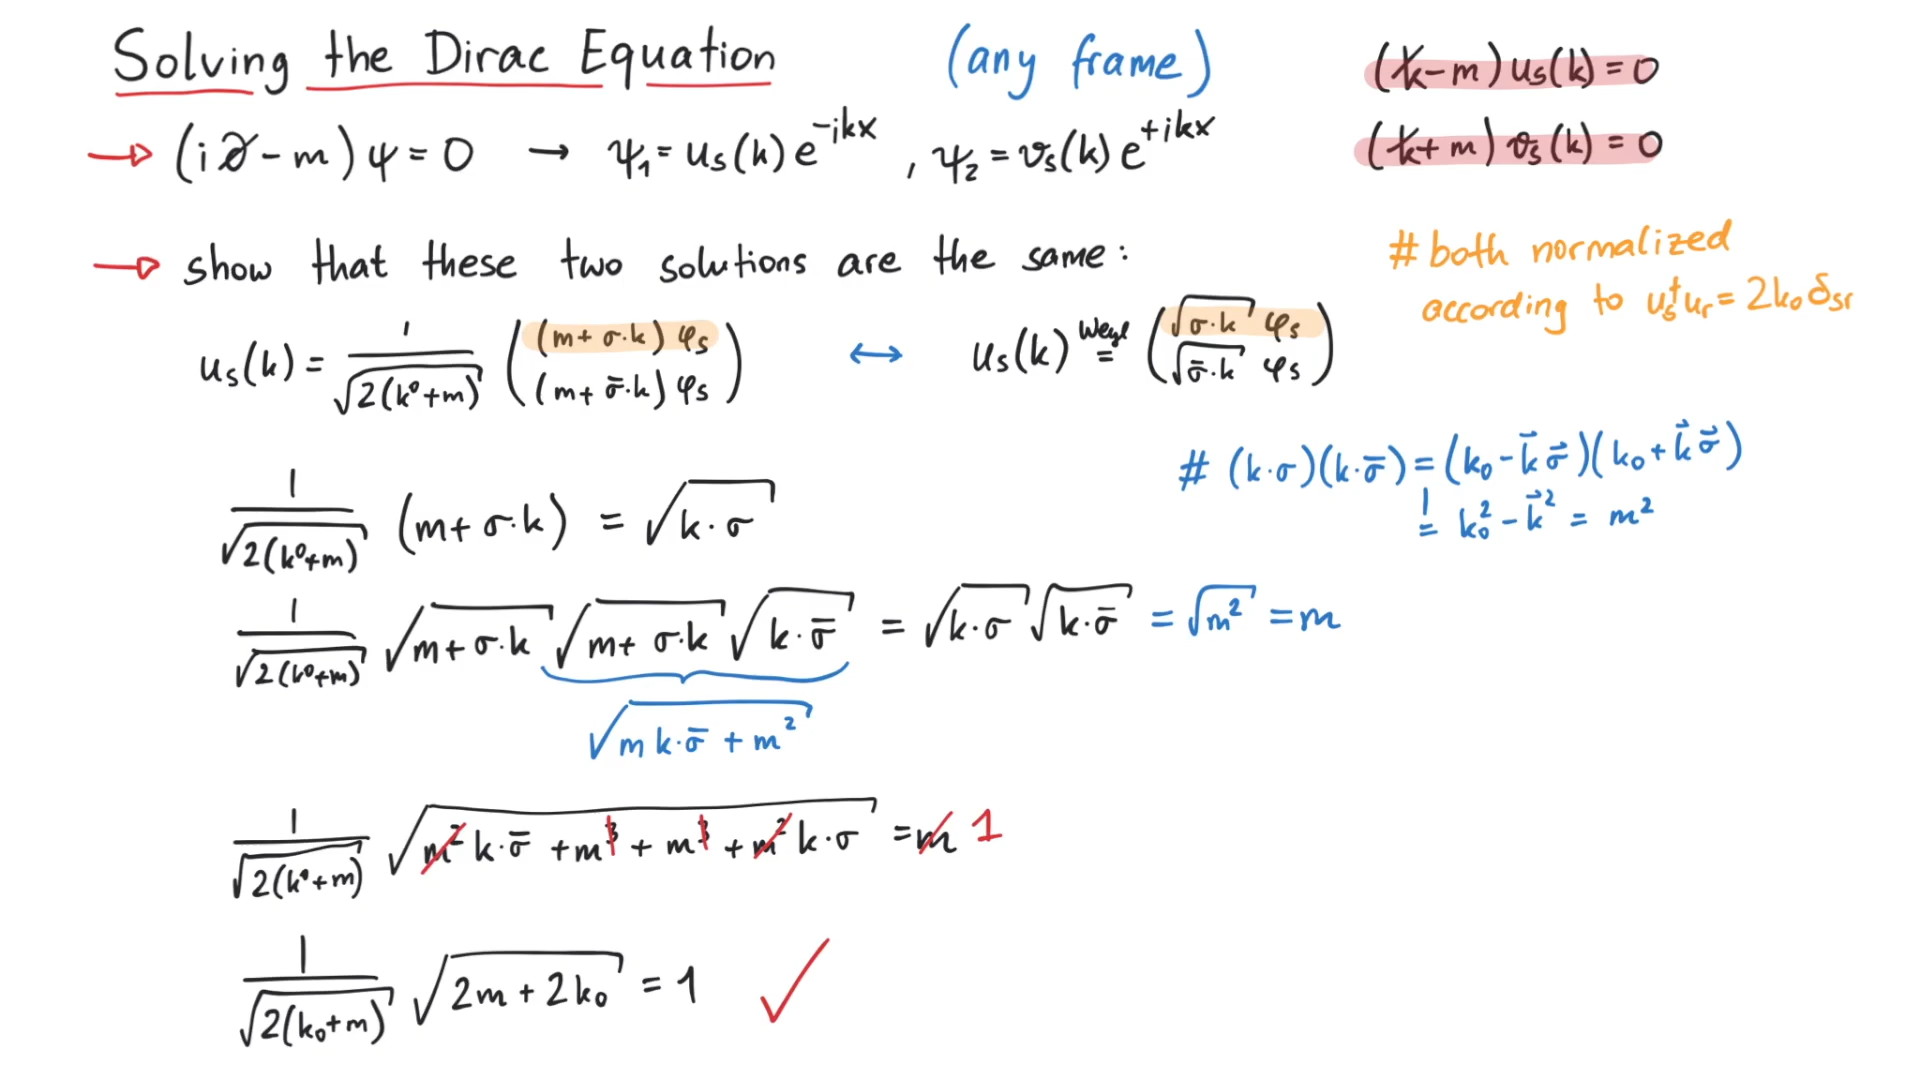 Solving the Dirac Equation (any frame) (k̸-m) uₛ(k) = 0
(i∂̸ - m) ψ = 0 → ψ₁ = uₛ(k) e^{-ikx} , ψ₂ = vₛ(k) e^{+ikx} (k̸+m) vₛ(k) = 0
show that these two solutions are the same :
# both normalized
according to uₛ†uᵣ = 2k₀ δₛᵣ
uₛ(k) = 1/√(2(k⁰+m)) ( (m+σ·k) φₛ ; (m+σ̄·k) φₛ ) ↔ uₛ(k) Weyl = ( √(σ·k) φₛ ; √(σ̄·k) φₛ )
# (k·σ)(k·σ̄) = (k₀ - k⃗ σ⃗)(k₀ + k⃗ σ⃗)
= k₀² - k⃗² = m²
1/√(2(k⁰+m)) (m+σ·k) = √(k·σ)
1/√(2(k⁰+m)) √(m+σ·k) √(m+σ·k) √(k·σ̄) = √(k·σ) √(k·σ̄) = √(m²) = m
√(m k·σ̄ + m²)
1/√(2(k⁰+m)) √(m² k·σ̄ + m³ + m³ + m² k·σ) = m 1
1/√(2(k₀+m)) √(2m + 2k₀) = 1 ✓